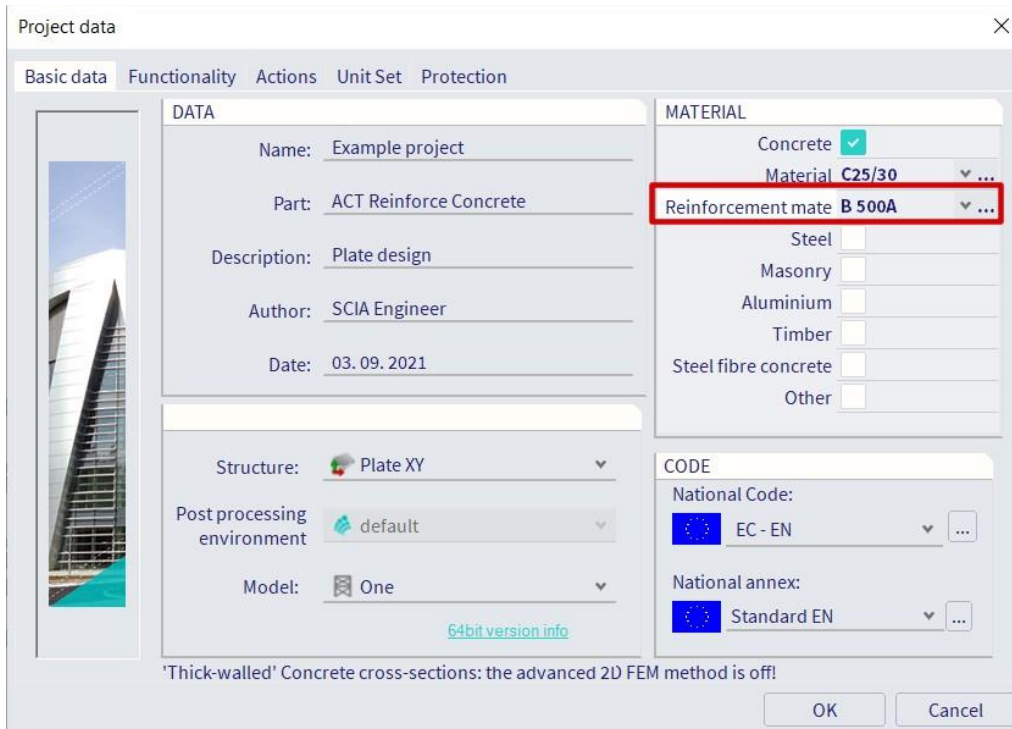 Project data
Basic data Functionality Actions Unit Set Protection
DATA
Name: Example project
Part: ACT Reinforce Concrete
Description: Plate design
Author: SCIA Engineer
Date: 03. 09. 2021
Structure: Plate XY
Post processing
environment
default
Model: One
64bit version info
MATERIAL
Concrete
Material C25/30 ...
Reinforcement mate B 500A ...
Steel
Masonry
Aluminium
Timber
Steel fibre concrete
Other
CODE
National Code:
EC - EN ...
National annex:
Standard EN ...
'Thick-walled' Concrete cross-sections: the advanced 2D FEM method is off!
OK Cancel